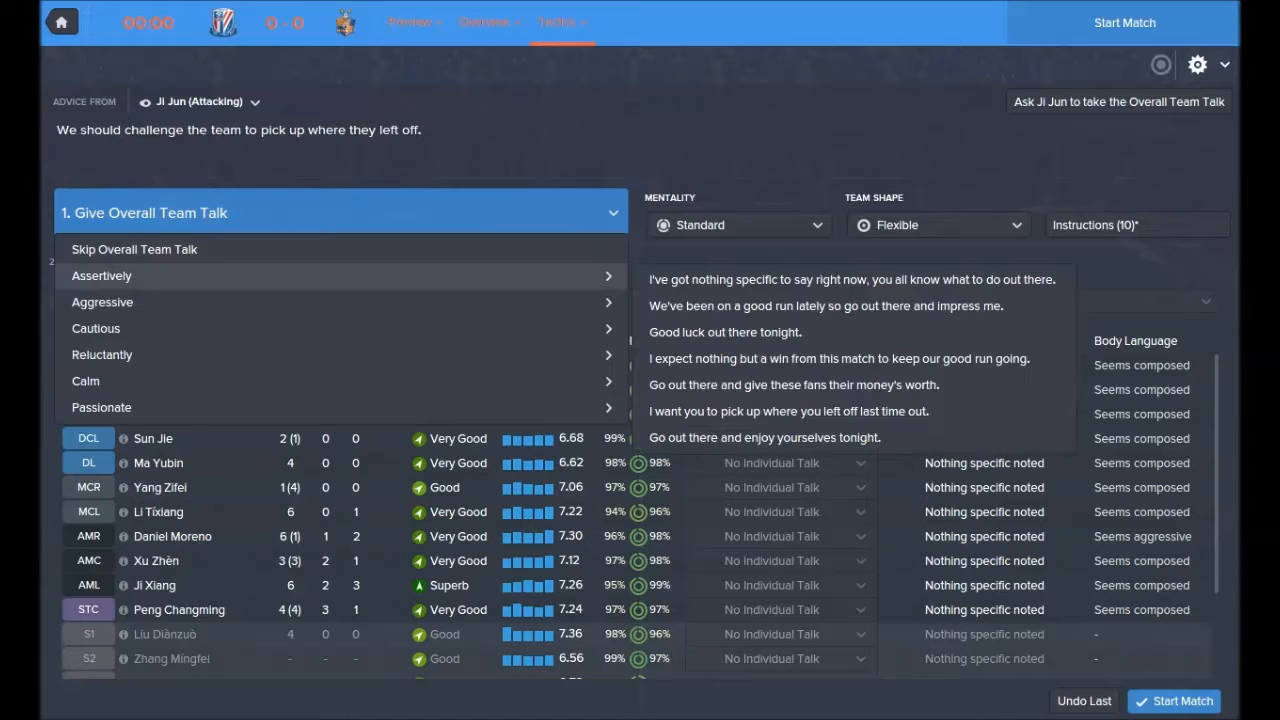 00:00 0 - 0 Preview Overview Tactics Start Match
ADVICE FROM Ji Jun (Attacking) Ask Ji Jun to take the Overall Team Talk
We should challenge the team to pick up where they left off.
MENTALITY TEAM SHAPE
1. Give Overall Team Talk Standard Flexible Instructions (10)*
Skip Overall Team Talk
Assertively
Aggressive
Cautious
Reluctantly
Calm
Passionate
I've got nothing specific to say right now, you all know what to do out there.
We've been on a good run lately so go out there and impress me.
Good luck out there tonight.
I expect nothing but a win from this match to keep our good run going.
Go out there and give these fans their money's worth.
I want you to pick up where you left off last time out.
Go out there and enjoy yourselves tonight.
Body Language
Seems composed
Seems composed
Seems composed
DCL Sun Jie 2 (1) 0 0 Very Good 6.68 99% Seems composed
DL Ma Yubin 4 0 0 Very Good 6.62 98% 98% No Individual Talk Nothing specific noted Seems composed
MCR Yang Zifei 1 (4) 0 0 Good 7.06 97% 97% No Individual Talk Nothing specific noted Seems composed
MCL Li Tíxiang 6 0 1 Very Good 7.22 94% 96% No Individual Talk Nothing specific noted Seems composed
AMR Daniel Moreno 6 (1) 1 2 Very Good 7.30 96% 98% No Individual Talk Nothing specific noted Seems aggressive
AMC Xu Zhèn 3 (3) 2 1 Very Good 7.12 97% 98% No Individual Talk Nothing specific noted Seems composed
AML Ji Xiang 6 2 3 Superb 7.26 95% 99% No Individual Talk Nothing specific noted Seems composed
STC Peng Changming 4 (4) 3 1 Very Good 7.24 97% 97% No Individual Talk Nothing specific noted Seems composed
S1 Liu Diànzuò 4 0 0 Good 7.36 98% 96% No Individual Talk Nothing specific noted -
S2 Zhang Míngfei - - - Good 6.56 99% 97% No Individual Talk Nothing specific noted -
Undo Last Start Match